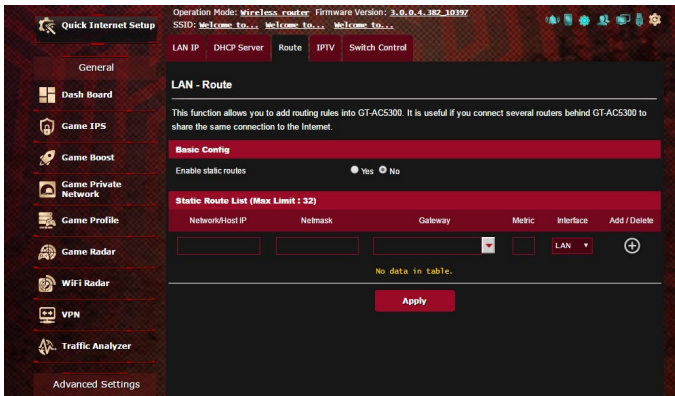 Quick Internet Setup
Operation Mode: Wireless router Firmware Version: 3.0.0.4.382_10397
SSID: Welcome to... Welcome to... Welcome to...
LAN IP DHCP Server Route IPTV Switch Control
General
Dash Board
Game IPS
Game Boost
Game Private
Network
Game Profile
Game Radar
WiFi Radar
VPN
Traffic Analyzer
Advanced Settings
LAN - Route
This function allows you to add routing rules into GT-AC5300. It is useful if you connect several routers behind GT-AC5300 to
share the same connection to the Internet.
Basic Config
Enable static routes Yes No
Static Route List (Max Limit : 32)
Network/Host IP Netmask Gateway Metric Interface Add / Delete
LAN
No data in table.
Apply